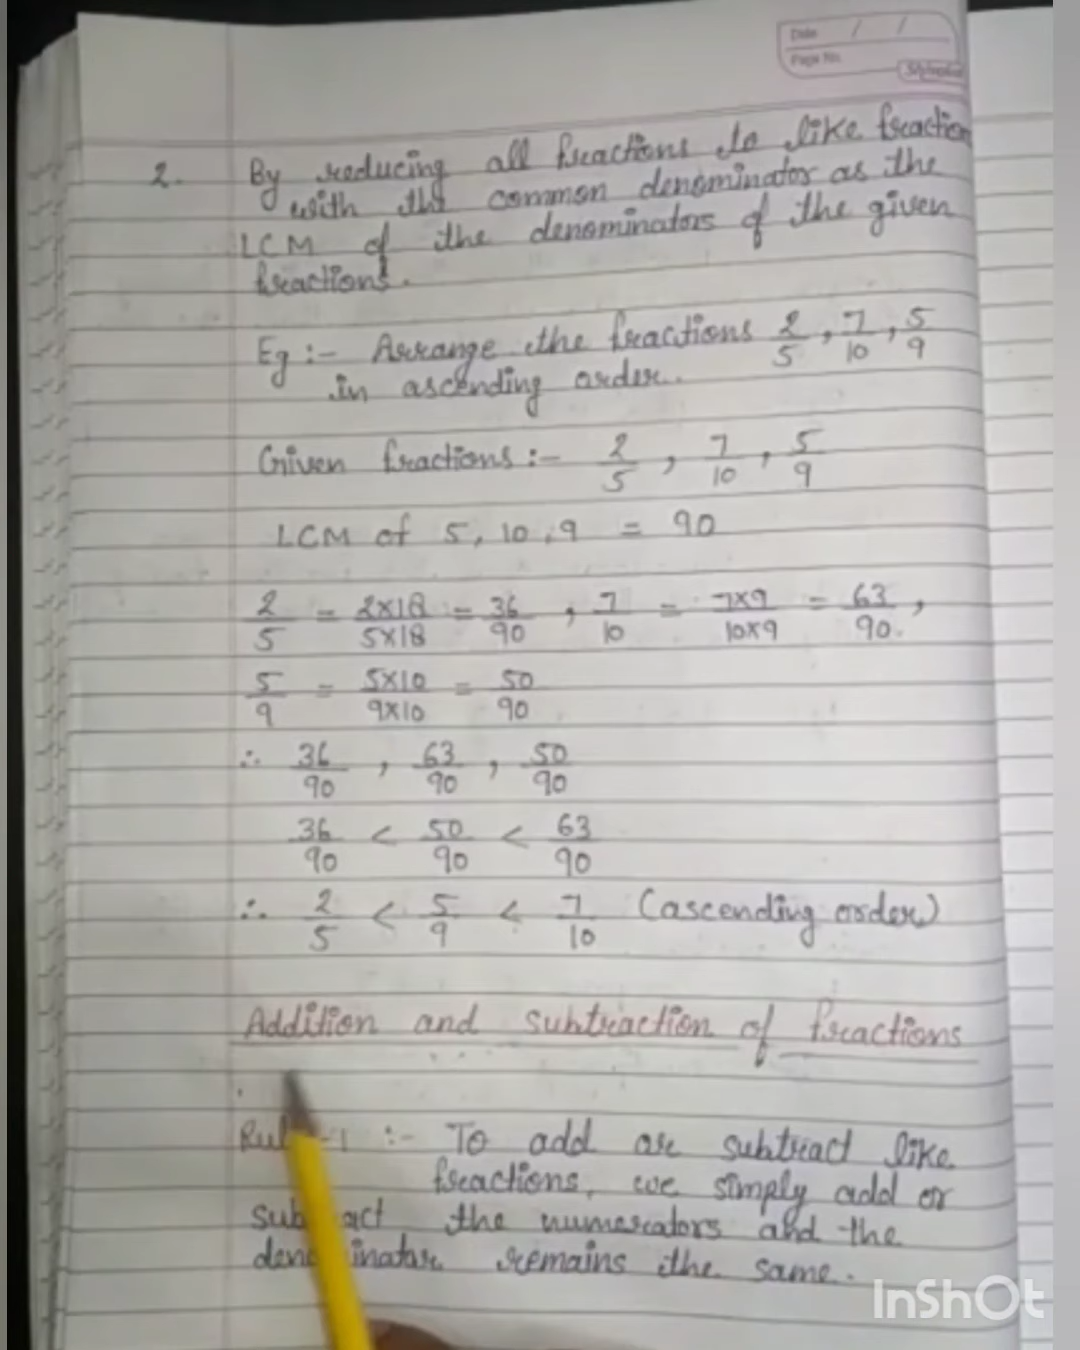 Date / /
Page No.
2. By reducing all fractions to like fraction
with the common denominator as the
LCM of the denominators of the given
fractions.
Eg :- Arrange the fractions 2/5, 7/10, 5/9
in ascending order.
Given fractions :- 2/5, 7/10, 5/9
LCM of 5, 10, 9 = 90
2/5 = 2×18/5×18 = 36/90, 7/10 = 7×9/10×9 = 63/90,
5/9 = 5×10/9×10 = 50/90
∴ 36/90, 63/90, 50/90
36/90 < 50/90 < 63/90
∴ 2/5 < 5/9 < 7/10 (ascending order)
Addition and subtraction of fractions
Rule-1 :- To add or subtract like
fractions, we simply add or
subtract the numerators and the
denominator remains the same.
InShOt